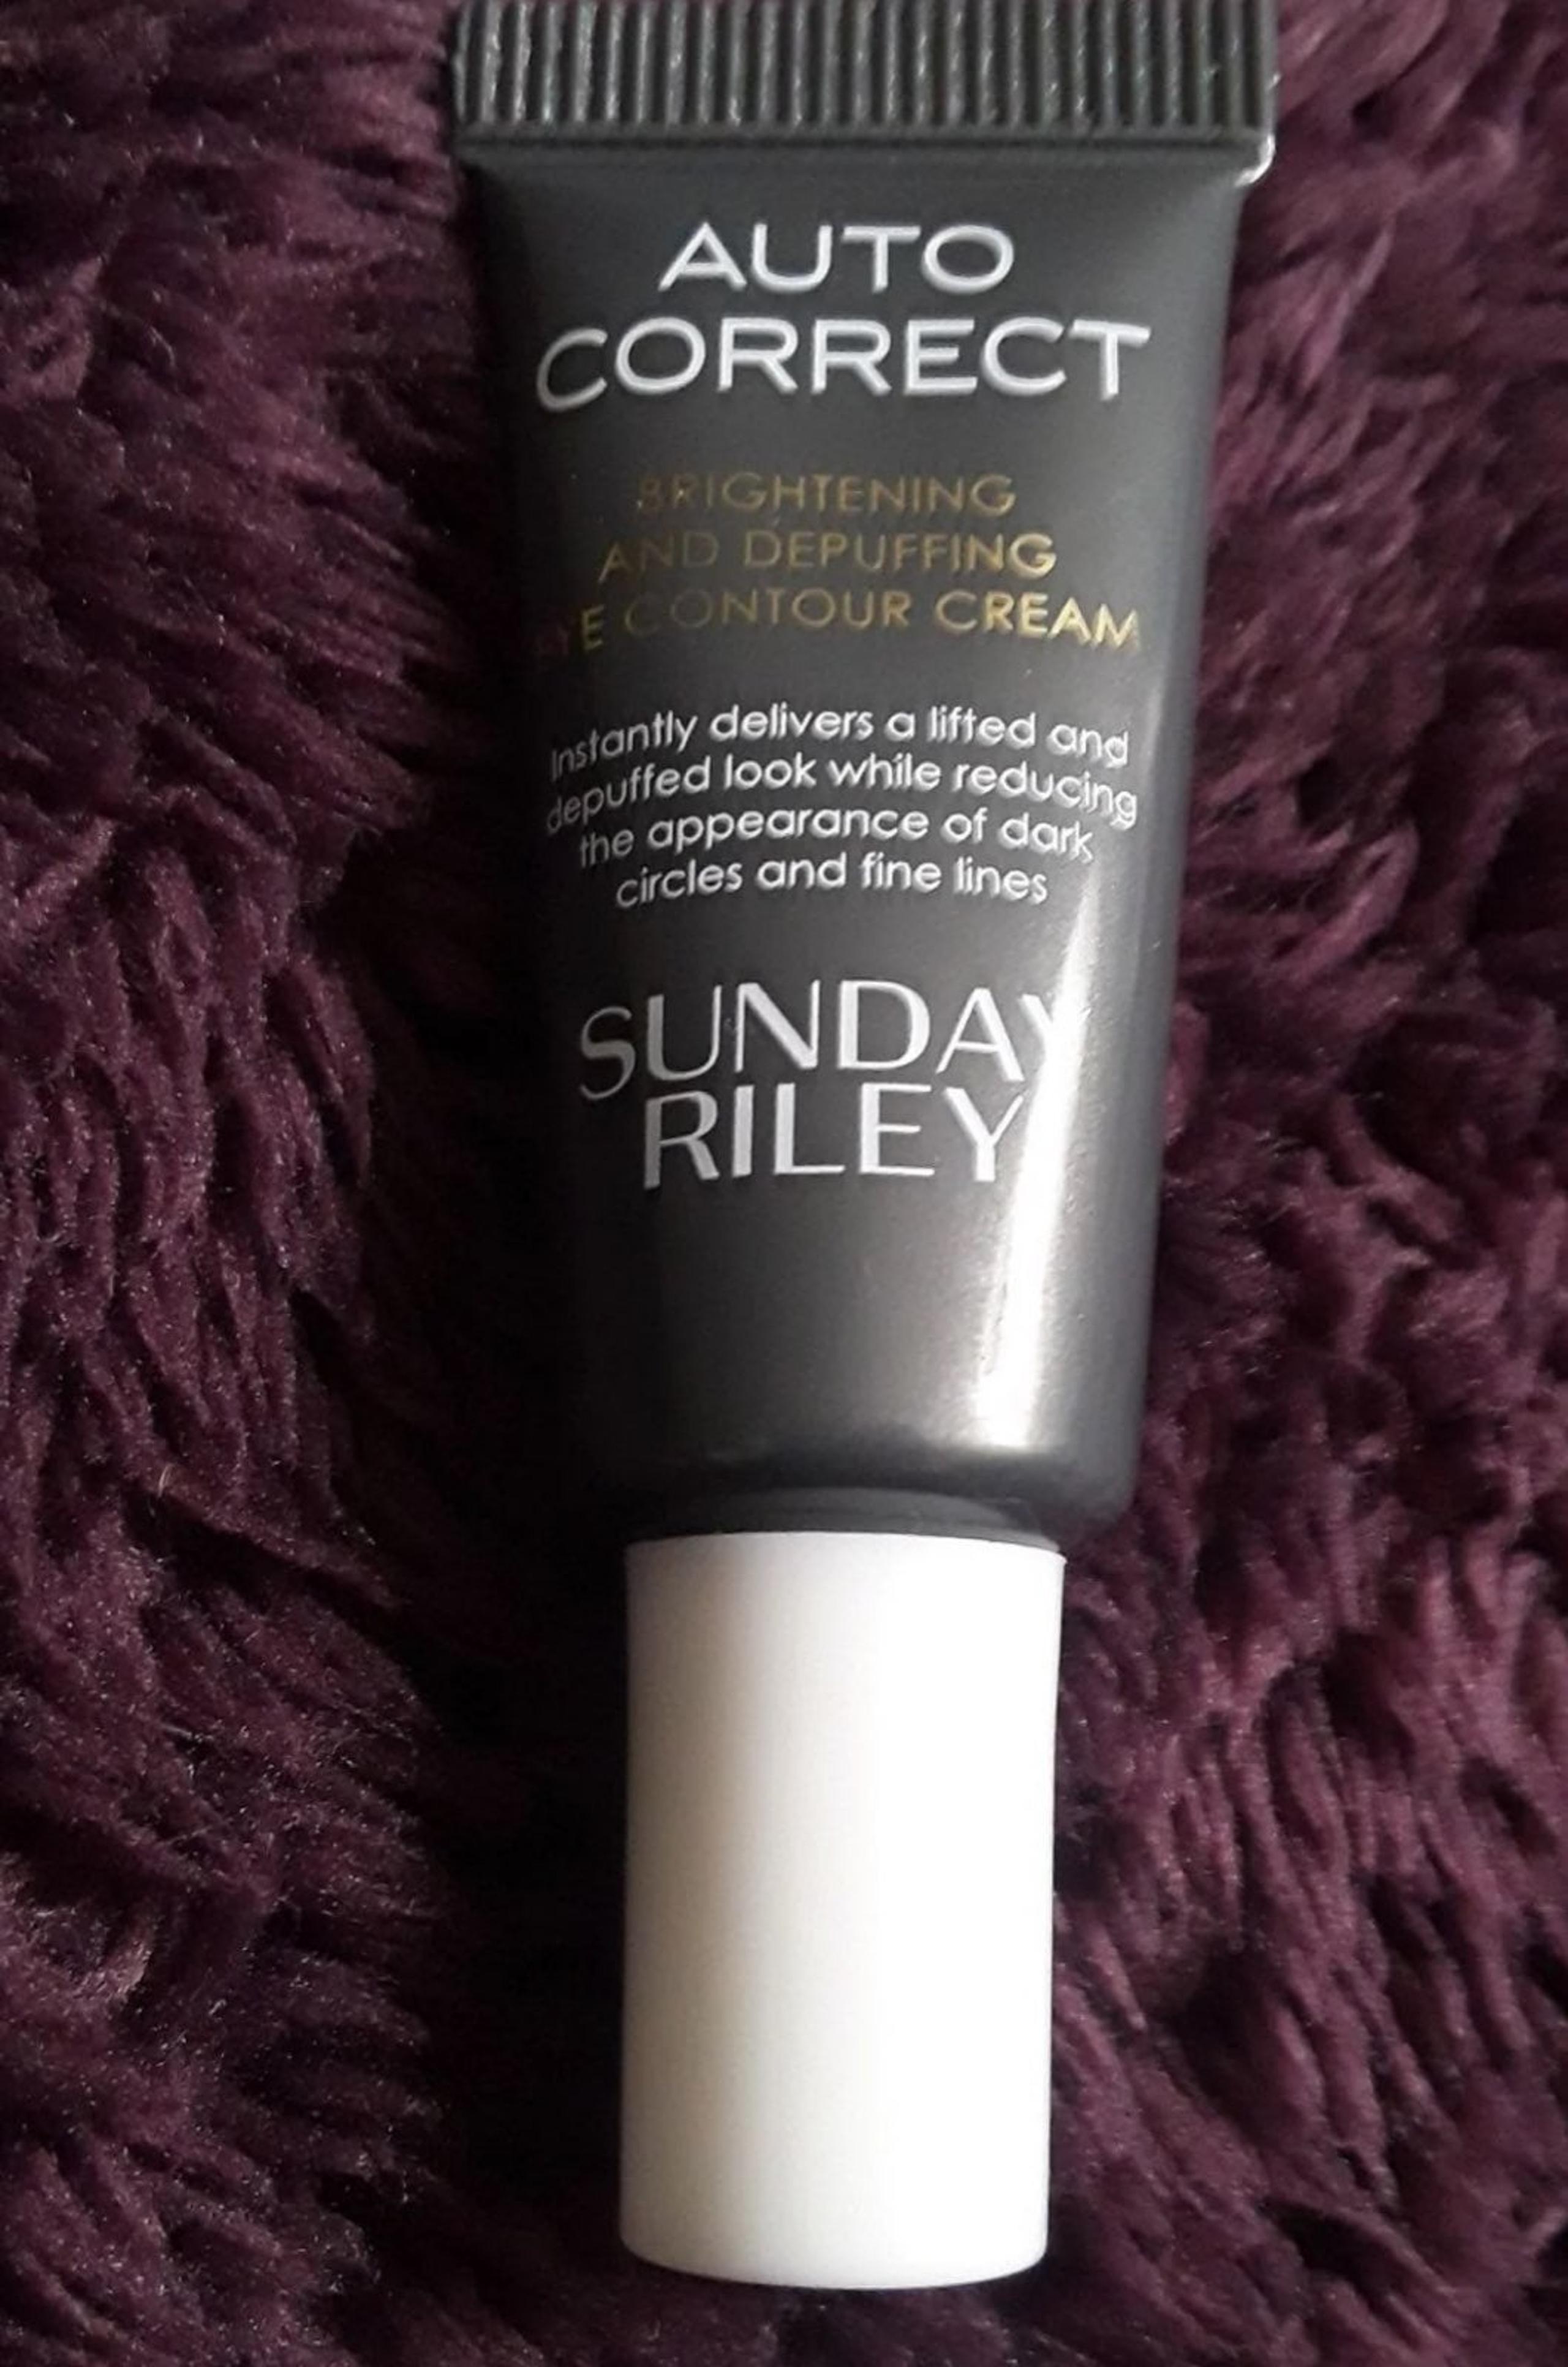 AUTO
CORRECT
BRIGHTENING
AND DEPUFFING
EYE CONTOUR CREAM
Instantly delivers a lifted and
depuffed look while reducing
the appearance of dark
circles and fine lines
SUNDAY
RILEY